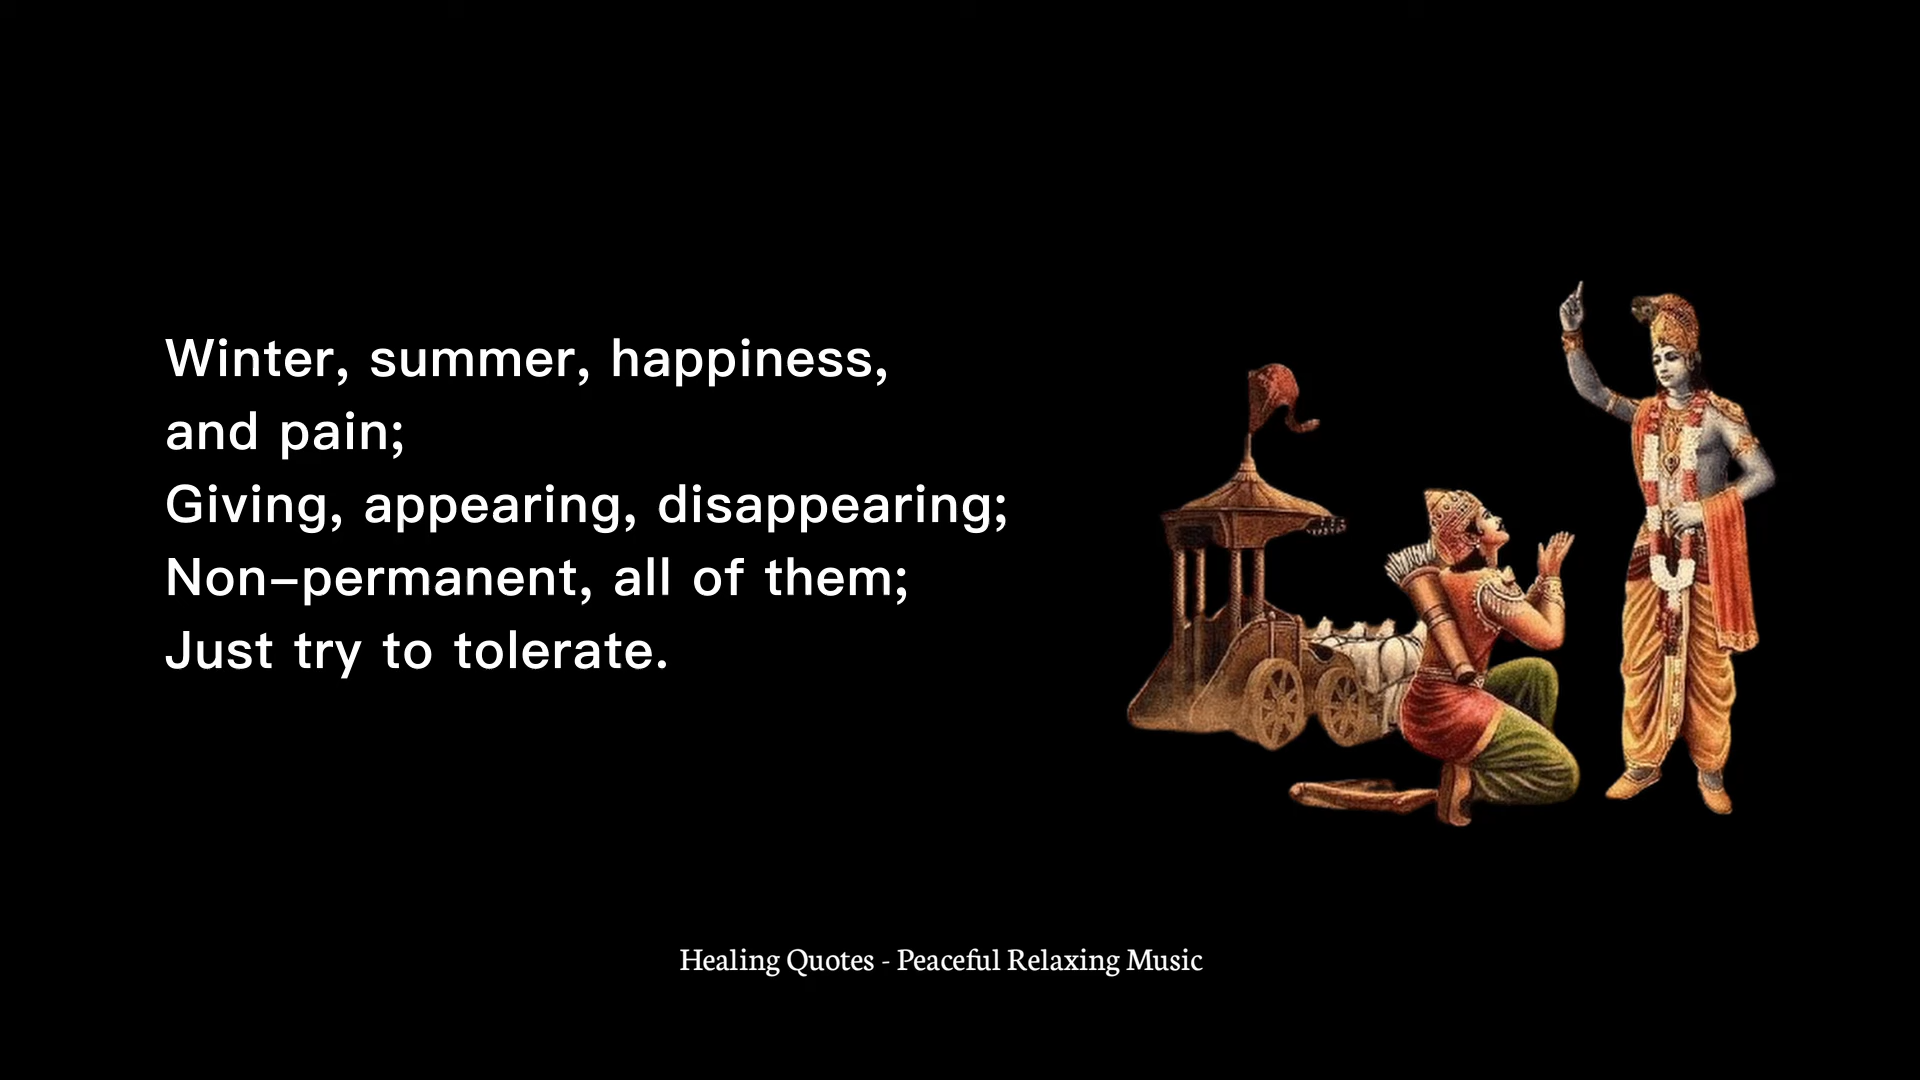 Winter, summer, happiness,
and pain;
Giving, appearing, disappearing;
Non–permanent, all of them;
Just try to tolerate.
Healing Quotes - Peaceful Relaxing Music